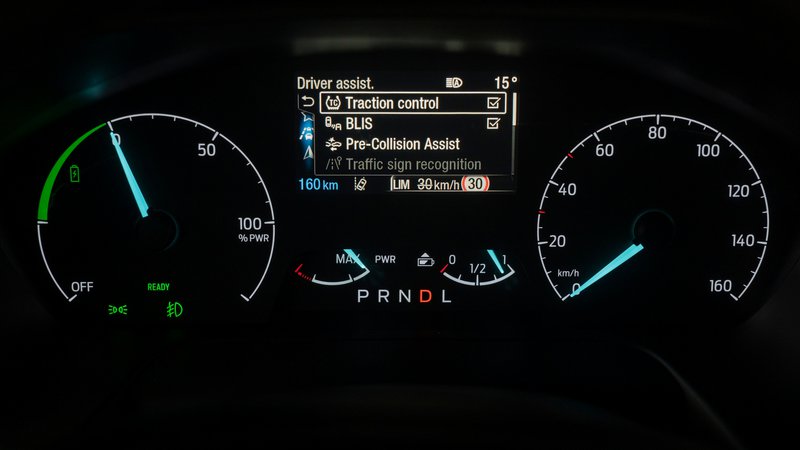 Driver assist. 15°
TC Traction control
BLIS
Pre-Collision Assist
Traffic sign recognition
160 km LIM 30 km/h 30
0
50
100
% PWR
OFF
READY
MAX PWR
0 1/2 1
P R N D L
0
20
40
60
80
100
120
140
160
km/h